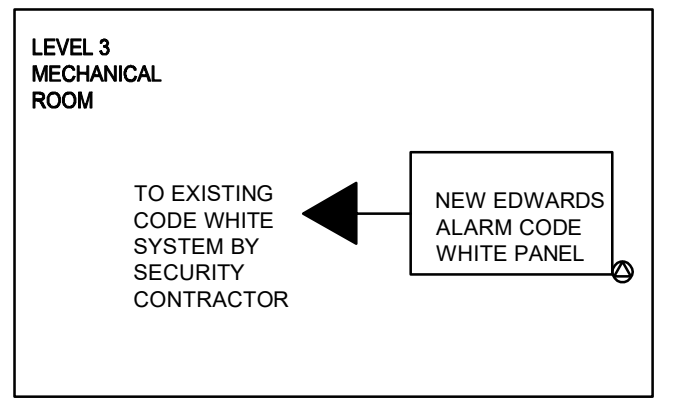 LEVEL 3
MECHANICAL
ROOM
TO EXISTING
CODE WHITE
SYSTEM BY
SECURITY
CONTRACTOR
NEW EDWARDS
ALARM CODE
WHITE PANEL